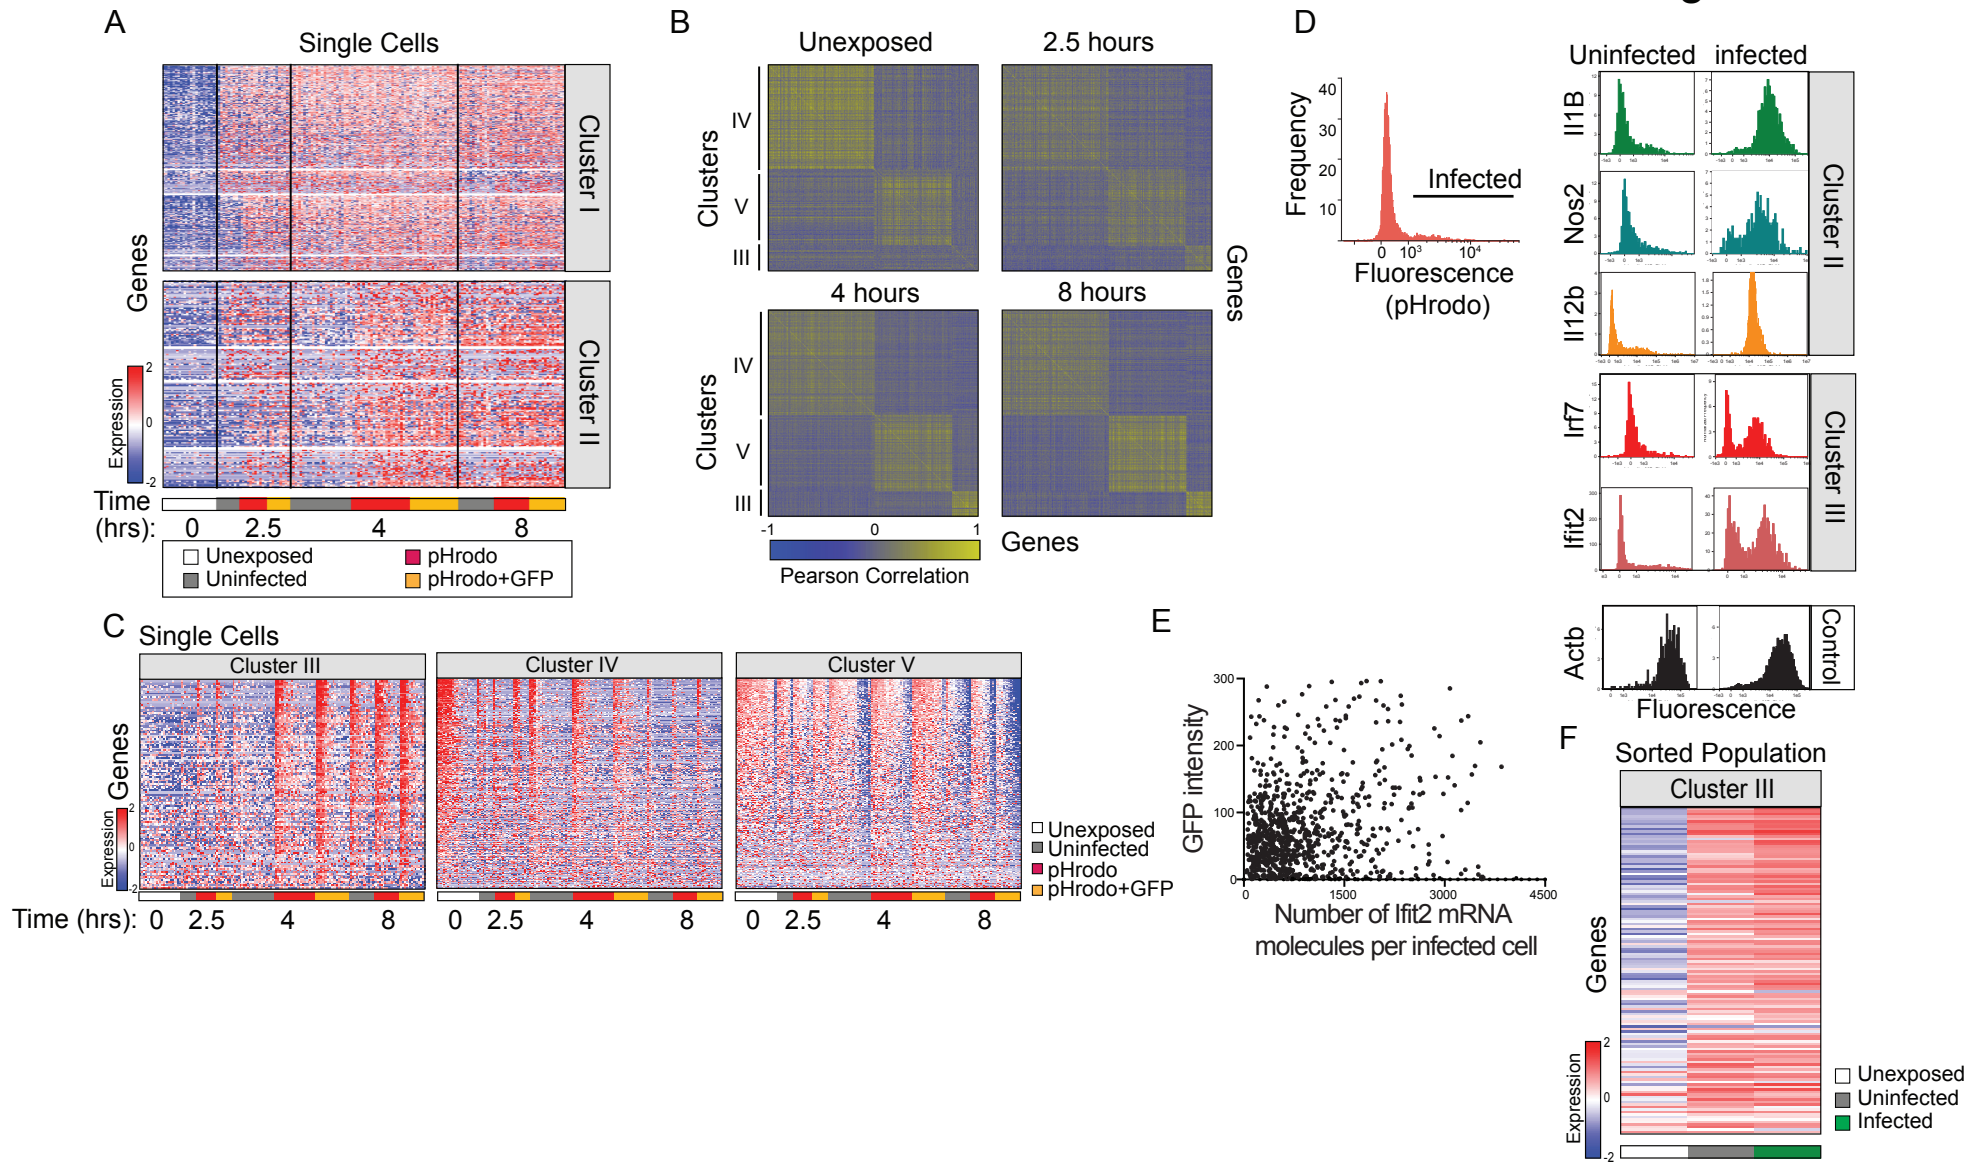 A
Single Cells
Genes
Cluster I
Cluster II
Expression
2
0
-2
Time
(hrs):
0
2.5
4
8
Unexposed
Uninfected
pHrodo
pHrodo+GFP
B
Unexposed
2.5 hours
Clusters
IV
V
III
4 hours
8 hours
Clusters
IV
V
III
Genes
-1
0
1
Pearson Correlation
Genes
C
Single Cells
Cluster III
Cluster IV
Cluster V
Genes
Expression
2
0
-2
Unexposed
Uninfected
pHrodo
pHrodo+GFP
Time (hrs):
0
2.5
4
8
0
2.5
4
8
0
2.5
4
8
D
Frequency
40
30
20
10
Infected
0
10³
10⁴
Fluorescence
(pHrodo)
Uninfected
infected
Il1B
Nos2
Il12b
Cluster II
Irf7
Ifit2
Cluster III
Actb
Control
Fluorescence
E
GFP intensity
300
200
100
0
0
1500
3000
4500
Number of Ifit2 mRNA
molecules per infected cell
F
Sorted Population
Cluster III
Genes
Expression
2
0
-2
Unexposed
Uninfected
Infected